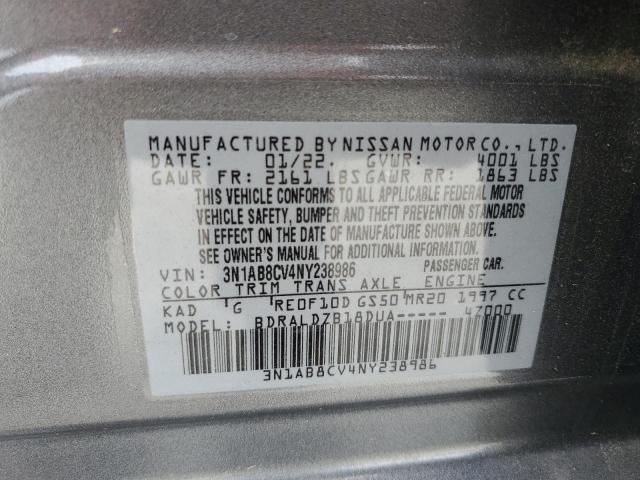 MANUFACTURED BY NISSAN MOTOR CO., LTD.
DATE: 01/22. GVWR: 4001 LBS
GAWR FR: 2161 LBS GAWR RR: 1863 LBS
THIS VEHICLE CONFORMS TO ALL APPLICABLE FEDERAL MOTOR
VEHICLE SAFETY, BUMPER AND THEFT PREVENTION STANDARDS
IN EFFECT ON THE DATE OF MANUFACTURE SHOWN ABOVE.
SEE OWNER'S MANUAL FOR ADDITIONAL INFORMATION.
VIN: 3N1AB8CV4NY238986 PASSENGER CAR.
COLOR TRIM TRANS AXLE ENGINE
KAD G RE0F10D GS50 MR20 1997 CC
MODEL: BDRALDZB18DUA----- 47000
3N1AB8CV4NY238986